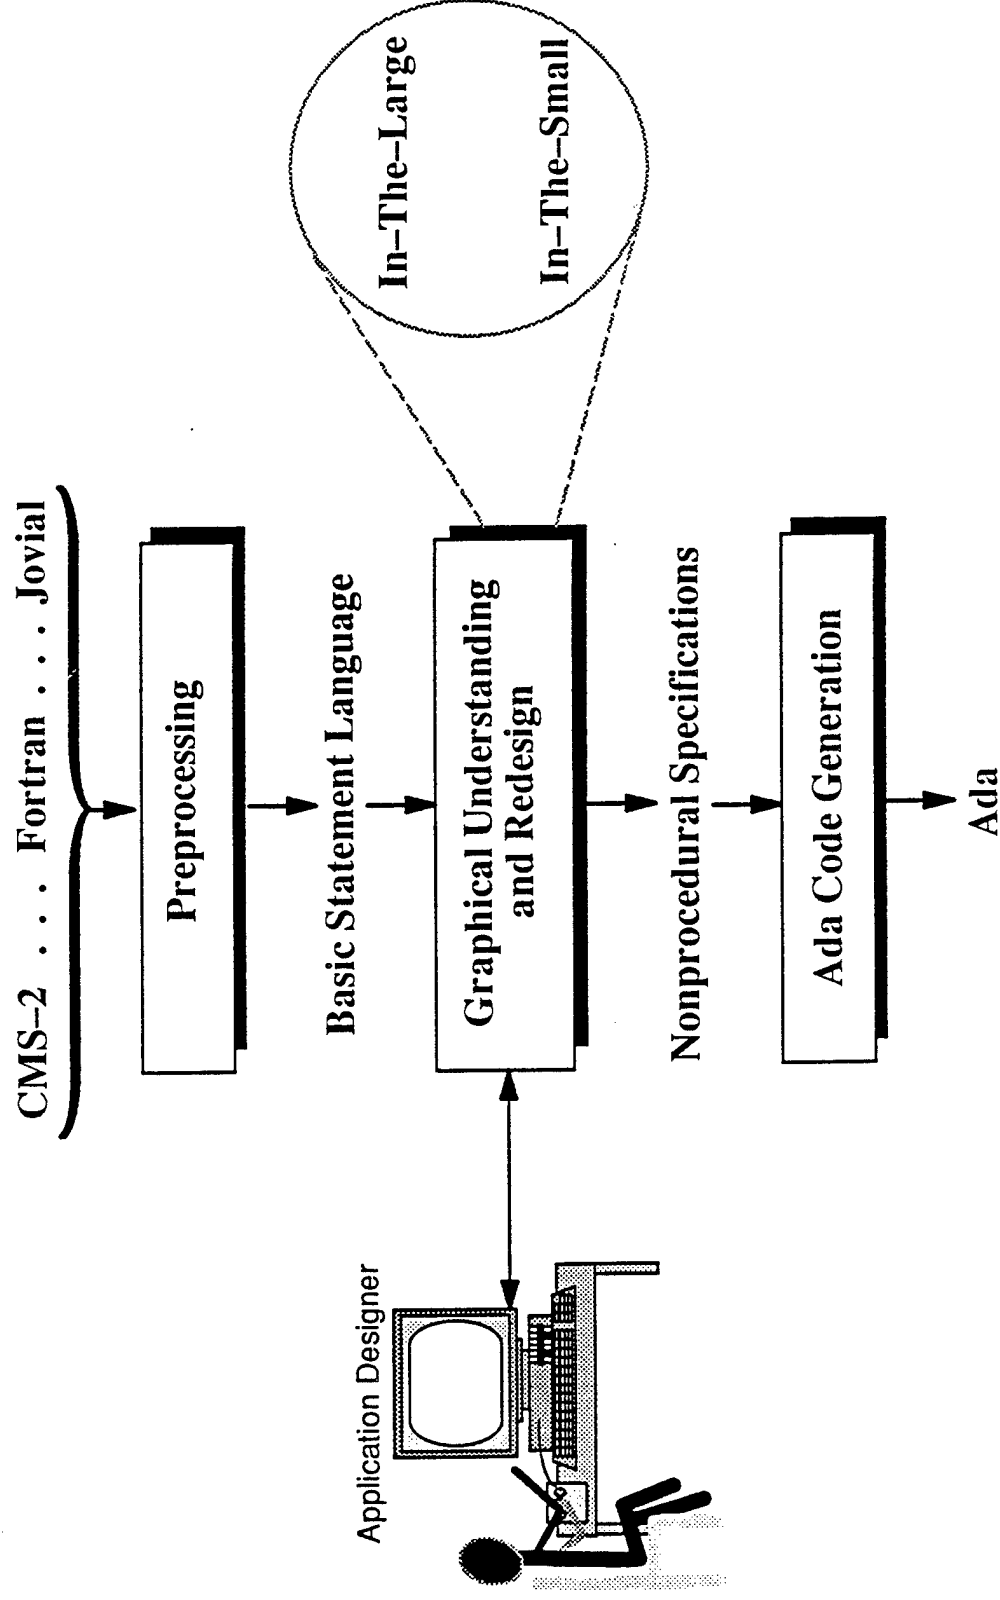 CMS–2 . . . . Fortran . . . . Jovial
Preprocessing
Basic Statement Language
Application Designer
Graphical Understanding
and Redesign
In–The–Large
In–The–Small
Nonprocedural Specifications
Ada Code Generation
Ada